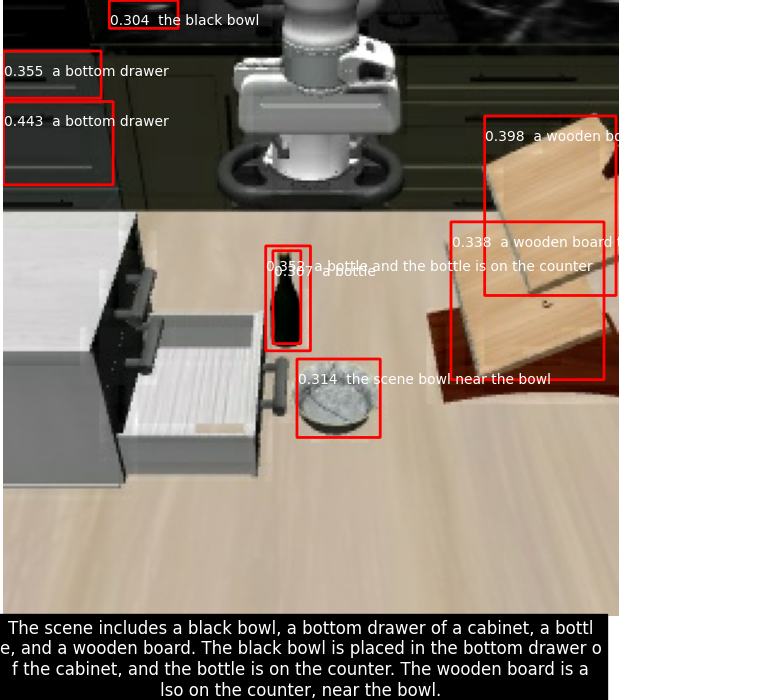 0.304 the black bowl
0.355 a bottom drawer
0.443 a bottom drawer
0.398 a wooden bo
0.338 a wooden board f
0.352 a bottle and the bottle is on the counter
0.367 a bottle
0.314 the scene bowl near the bowl
The scene includes a black bowl, a bottom drawer of a cabinet, a bottl
e, and a wooden board. The black bowl is placed in the bottom drawer o
f the cabinet, and the bottle is on the counter. The wooden board is a
lso on the counter, near the bowl.